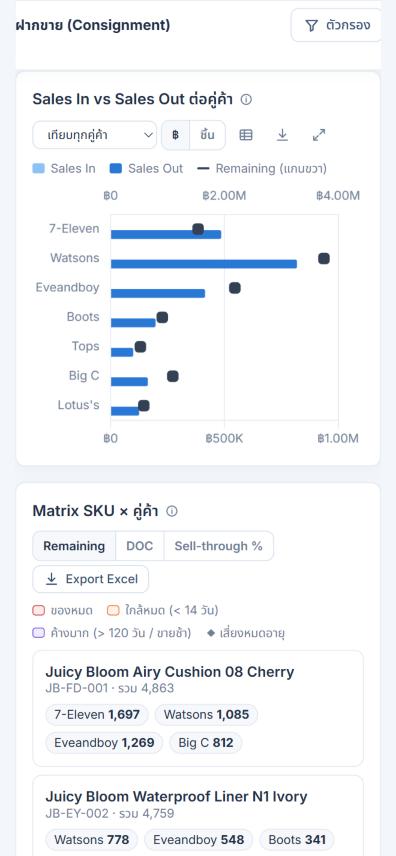 ฝากขาย (Consignment)
ตัวกรอง
Sales In vs Sales Out ต่อคู่ค้า
เทียบทุกคู่ค้า
฿
ชิ้น
Sales In
Sales Out
Remaining (แกนขวา)
฿0 ฿2.00M ฿4.00M
7-Eleven
Watsons
Eveandboy
Boots
Tops
Big C
Lotus's
฿0 ฿500K ฿1.00M
Matrix SKU × คู่ค้า
Remaining DOC Sell-through %
Export Excel
ของหมด ใกล้หมด (< 14 วัน)
ค้างนาน (> 120 วัน / ขายช้า) เสี่ยงหมดอายุ
Juicy Bloom Airy Cushion 08 Cherry
JB-FD-001 · รวม 4,863
7-Eleven 1,697 Watsons 1,085
Eveandboy 1,269 Big C 812
Juicy Bloom Waterproof Liner N1 Ivory
JB-EY-002 · รวม 4,759
Watsons 778 Eveandboy 548 Boots 341